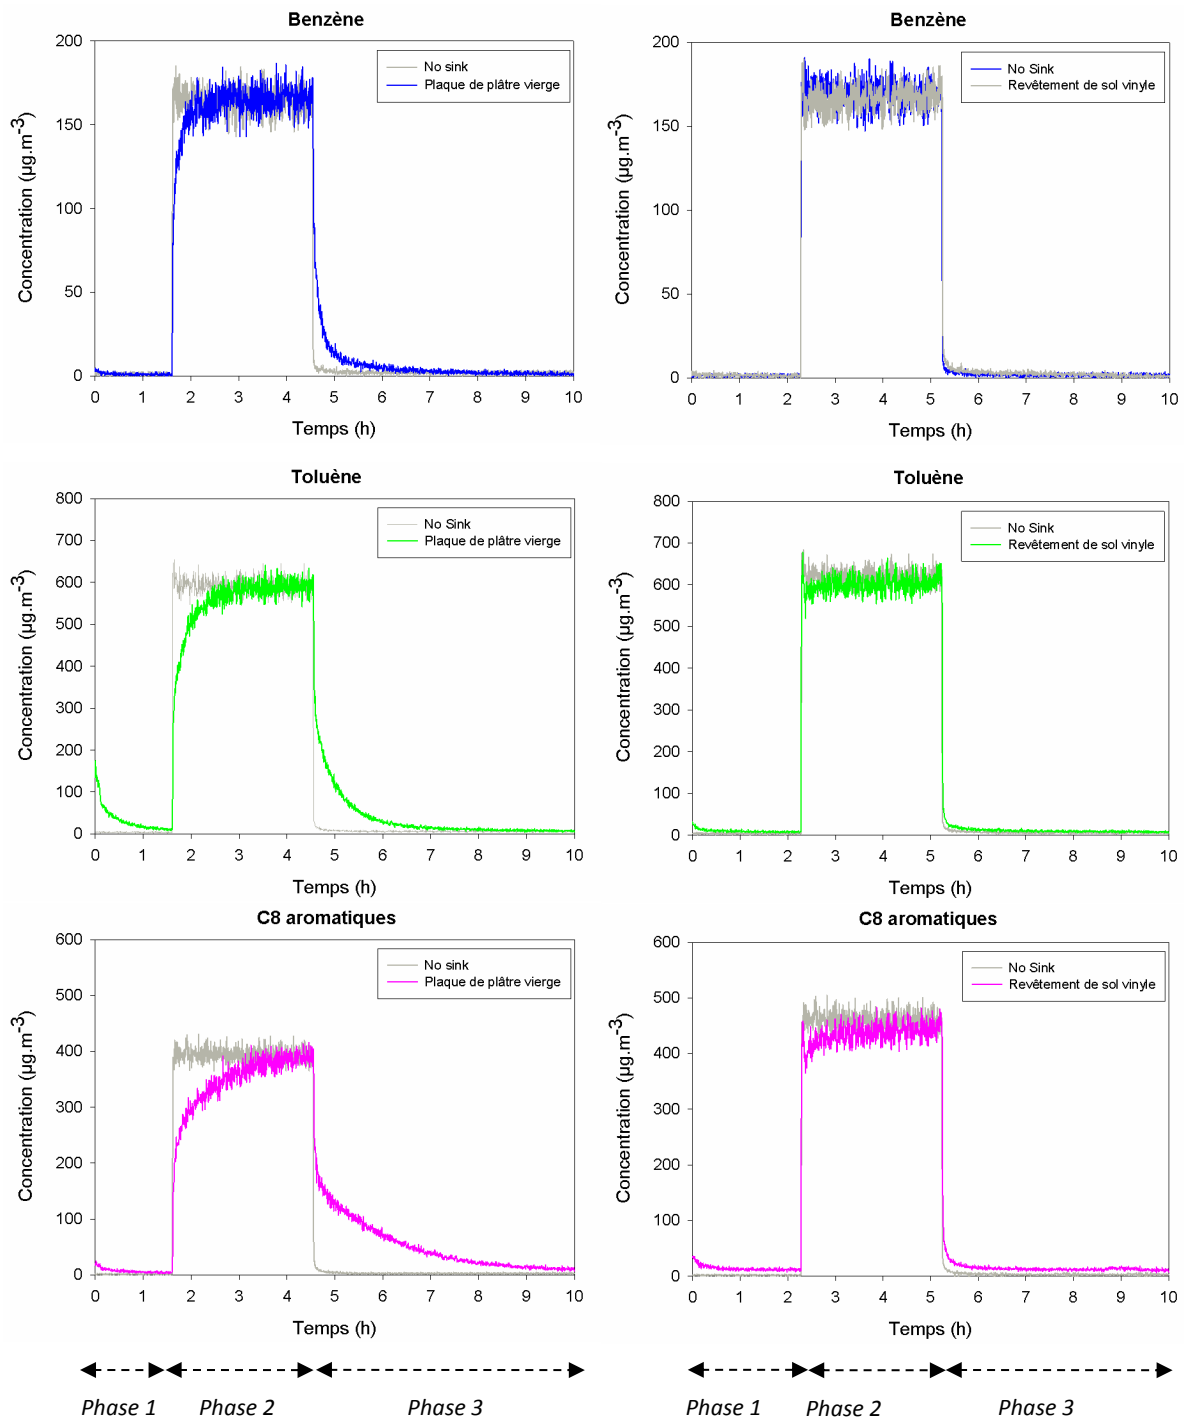 Benzène
Concentration (µg.m-3)
200
150
100
50
0
No sink
Plaque de plâtre vierge
0 1 2 3 4 5 6 7 8 9 10
Temps (h)
Benzène
Concentration (µg.m-3)
200
150
100
50
0
No Sink
Revêtement de sol vinyle
0 1 2 3 4 5 6 7 8 9 10
Temps (h)
Toluène
Concentration (µg.m-3)
800
700
600
500
400
300
200
100
0
No Sink
Plaque de plâtre vierge
0 1 2 3 4 5 6 7 8 9 10
Temps (h)
Toluène
Concentration (µg.m-3)
800
700
600
500
400
300
200
100
0
No Sink
Revêtement de sol vinyle
0 1 2 3 4 5 6 7 8 9 10
Temps (h)
C8 aromatiques
Concentration (µg.m-3)
600
500
400
300
200
100
0
No sink
Plaque de plâtre vierge
0 1 2 3 4 5 6 7 8 9 10
Temps (h)
C8 aromatiques
Concentration (µg.m-3)
600
500
400
300
200
100
0
No Sink
Revêtement de sol vinyle
0 1 2 3 4 5 6 7 8 9 10
Temps (h)
Phase 1 Phase 2 Phase 3
Phase 1 Phase 2 Phase 3